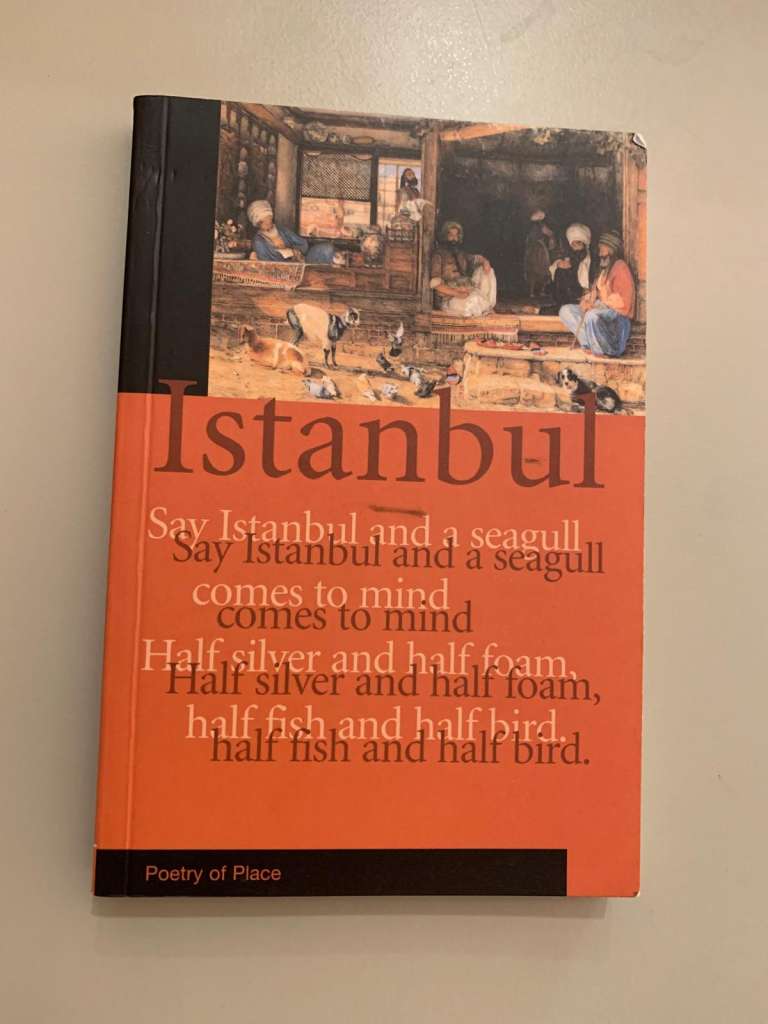 Istanbul
Say Istanbul and a seagull
Say Istanbul and a seagull
comes to mind
comes to mind
Half silver and half foam,
Half silver and half foam,
half fish and half bird.
half fish and half bird.
Poetry of Place